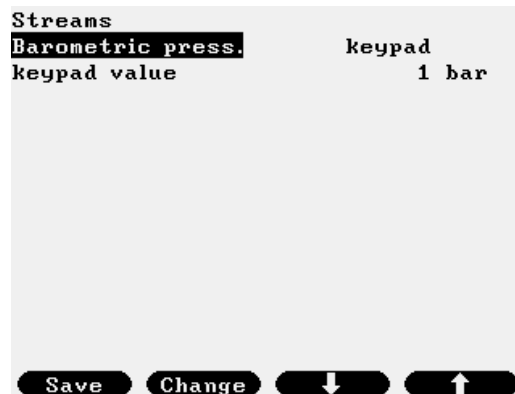 Streams
Barometric press. keypad
keypad value 1 bar
Save Change ↓ ↑